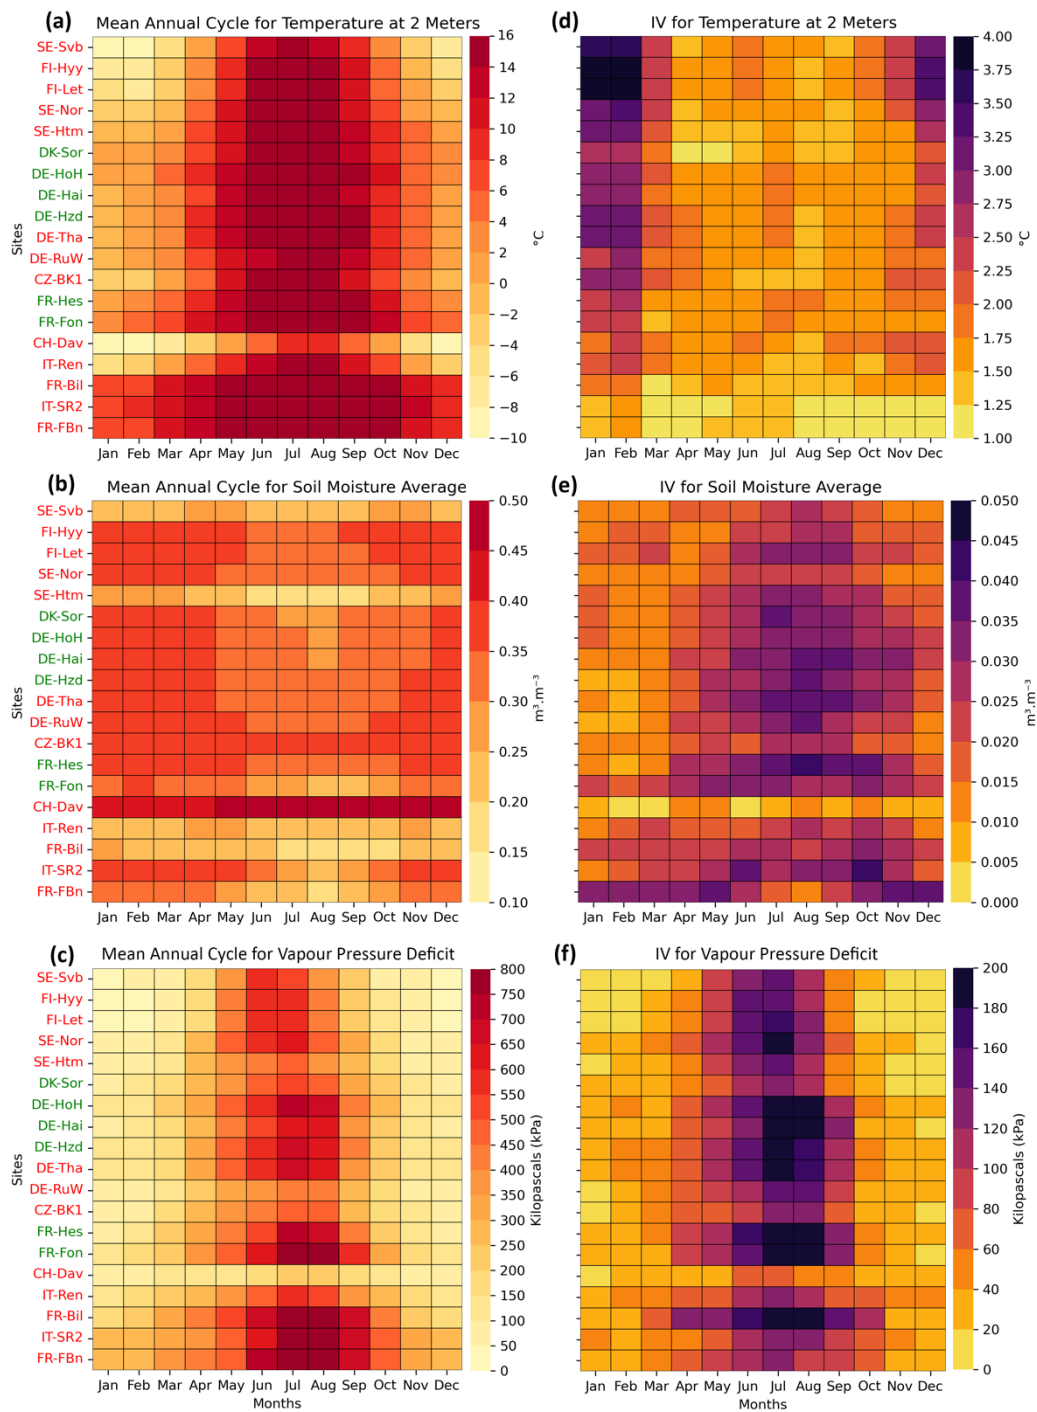 (a) Mean Annual Cycle for Temperature at 2 Meters
SE-Svb
FI-Hyy
FI-Let
SE-Nor
SE-Htm
DK-Sor
DE-HoH
DE-Hai
DE-Hzd
DE-Tha
DE-RuW
CZ-BK1
FR-Hes
FR-Fon
CH-Dav
IT-Ren
FR-Bil
IT-SR2
FR-FBn
Sites
Jan Feb Mar Apr May Jun Jul Aug Sep Oct Nov Dec
16
14
12
10
8
6
4
2
0
−2
−4
−6
−8
−10
°C
(d) IV for Temperature at 2 Meters
Jan Feb Mar Apr May Jun Jul Aug Sep Oct Nov Dec
4.00
3.75
3.50
3.25
3.00
2.75
2.50
2.25
2.00
1.75
1.50
1.25
1.00
°C
(b) Mean Annual Cycle for Soil Moisture Average
SE-Svb
FI-Hyy
FI-Let
SE-Nor
SE-Htm
DK-Sor
DE-HoH
DE-Hai
DE-Hzd
DE-Tha
DE-RuW
CZ-BK1
FR-Hes
FR-Fon
CH-Dav
IT-Ren
FR-Bil
IT-SR2
FR-FBn
Sites
Jan Feb Mar Apr May Jun Jul Aug Sep Oct Nov Dec
0.50
0.45
0.40
0.35
0.30
0.25
0.20
0.15
0.10
m³.m⁻³
(e) IV for Soil Moisture Average
Jan Feb Mar Apr May Jun Jul Aug Sep Oct Nov Dec
0.050
0.045
0.040
0.035
0.030
0.025
0.020
0.015
0.010
0.005
0.000
m³.m⁻³
(c) Mean Annual Cycle for Vapour Pressure Deficit
SE-Svb
FI-Hyy
FI-Let
SE-Nor
SE-Htm
DK-Sor
DE-HoH
DE-Hai
DE-Hzd
DE-Tha
DE-RuW
CZ-BK1
FR-Hes
FR-Fon
CH-Dav
IT-Ren
FR-Bil
IT-SR2
FR-FBn
Sites
Jan Feb Mar Apr May Jun Jul Aug Sep Oct Nov Dec
Months
800
750
700
650
600
550
500
450
400
350
300
250
200
150
100
50
0
Kilopascals (kPa)
(f) IV for Vapour Pressure Deficit
Jan Feb Mar Apr May Jun Jul Aug Sep Oct Nov Dec
Months
200
180
160
140
120
100
80
60
40
20
0
Kilopascals (kPa)